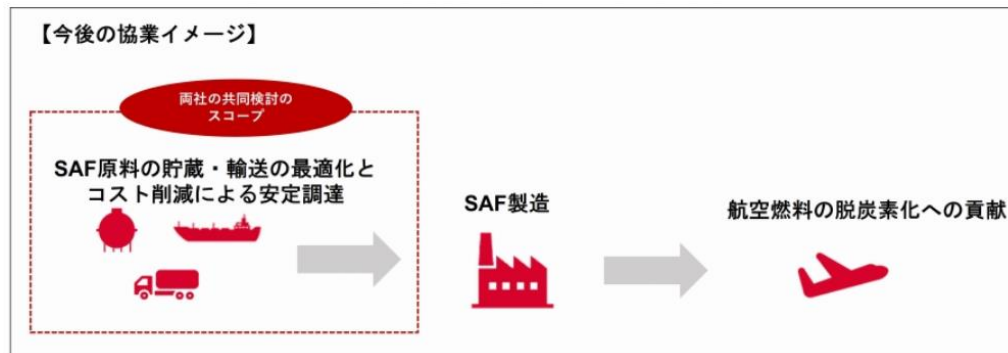 【今後の協業イメージ】
両社の共同検討の
スコープ
SAF原料の貯蔵・輸送の最適化と
コスト削減による安定調達
SAF製造
航空燃料の脱炭素化への貢献